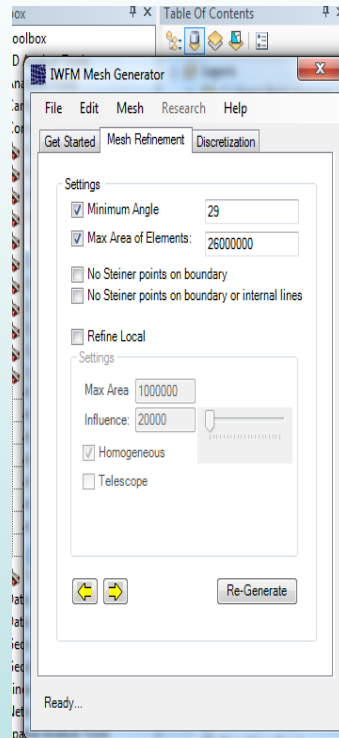 box
Table Of Contents
oolbox
IWFM Mesh Generator
File Edit Mesh Research Help
Get Started Mesh Refinement Discretization
Settings
Minimum Angle 29
Max Area of Elements: 26000000
No Steiner points on boundary
No Steiner points on boundary or internal lines
Refine Local
Settings
Max Area 1000000
Influence: 20000
Homogeneous
Telescope
Re-Generate
Ready...